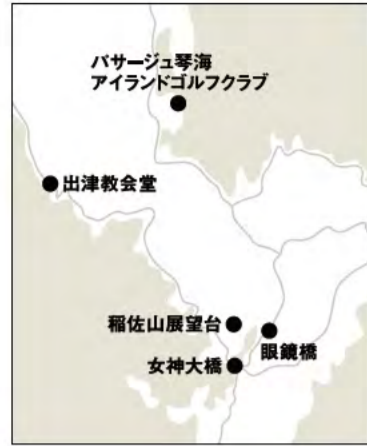 パサージュ琴海
アイランドゴルフクラブ
出津教会堂
稲佐山展望台
眼鏡橋
女神大橋